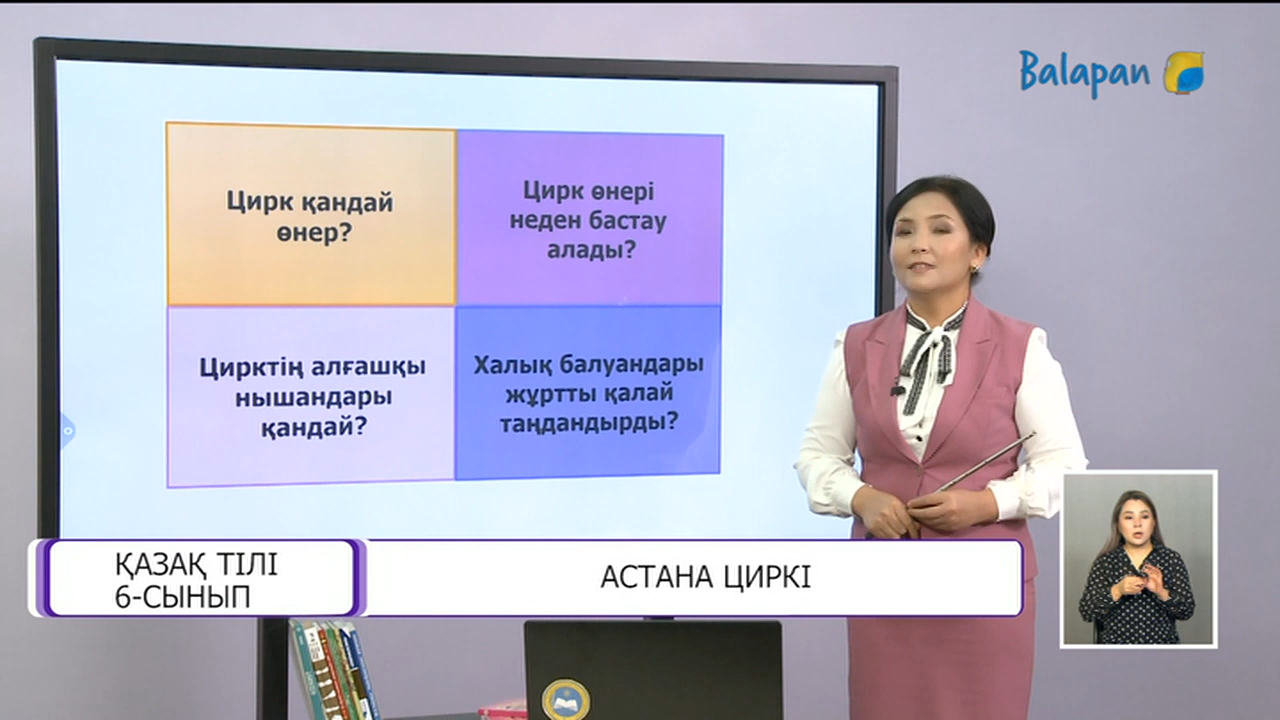 Balapan
Цирк қандай
өнер?
Цирк өнері
неден бастау
алады?
Цирктің алғашқы
нышандары
қандай?
Халық балуандары
жұртты қалай
таңдандырды?
ҚАЗАҚ ТІЛІ
6-СЫНЫП
АСТАНА ЦИРКІ